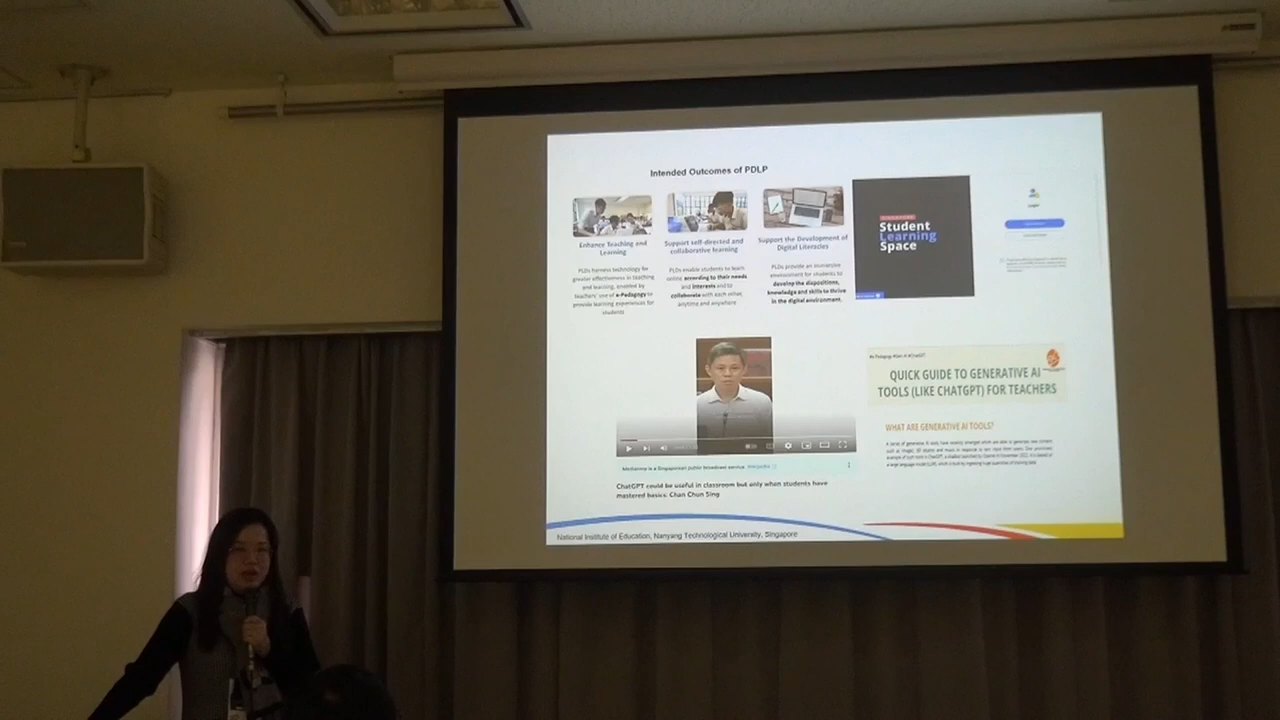 Intended Outcomes of PDLP
Enhance Teaching and
Learning
PLDs harness technology for
greater effectiveness in teaching
and learning, enabled by
teachers' use of e-Pedagogy to
provide learning experiences for
students
Support self-directed and
collaborative learning
PLDs enable students to learn
online according to their needs
and interests and to
collaborate with each other,
anytime and anywhere
Support the Development of
Digital Literacies
PLDs provide an immersive
environment for students to
develop the dispositions,
knowledge and skills to thrive
in the digital environment.
Student
Learning
Space
Mediacorp is a Singaporean public broadcast service. Wikipedia
ChatGPT could be useful in classroom but only when students have
mastered basics: Chan Chun Sing
QUICK GUIDE TO GENERATIVE AI
TOOLS (LIKE CHATGPT) FOR TEACHERS
WHAT ARE GENERATIVE AI TOOLS?
National Institute of Education, Nanyang Technological University, Singapore